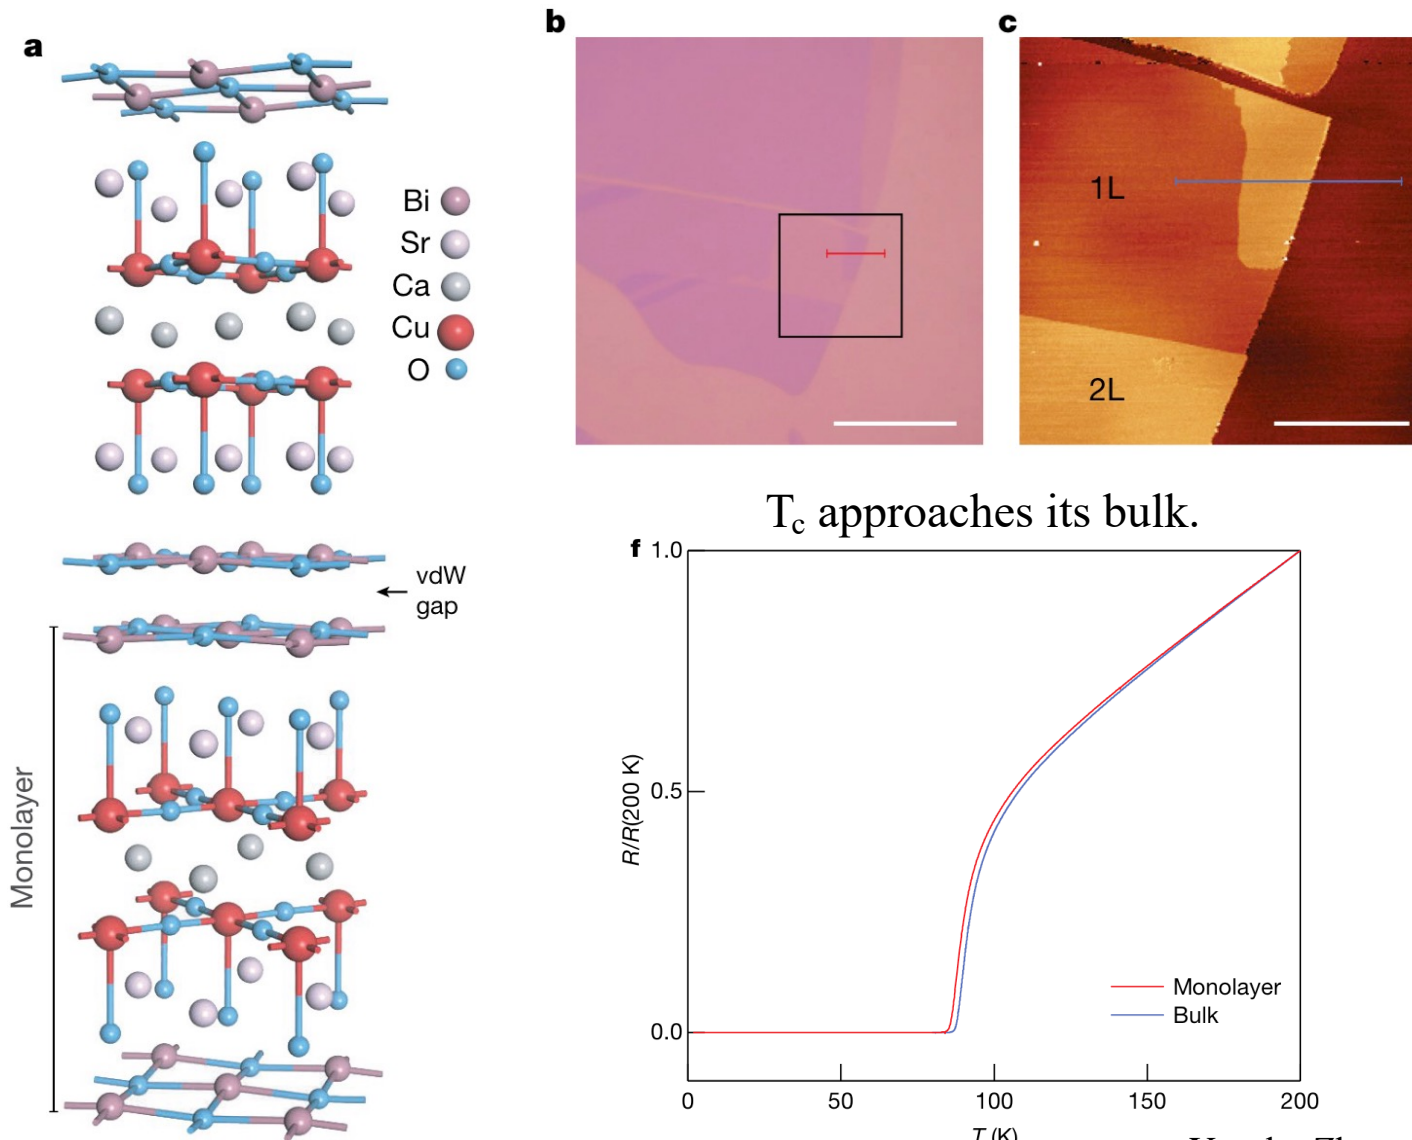 a
Bi
Sr
Ca
Cu
O
vdW
gap
Monolayer
b
c
1L
2L
T_c approaches its bulk.
f
1.0
0.5
0.0
R/R(200 K)
Monolayer
Bulk
0
50
100
150
200
T (K)